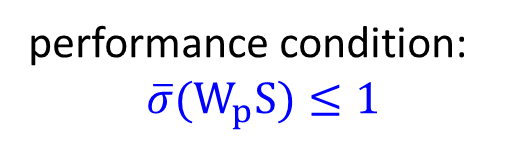 performance condition:
σ̄(WₚS) ≤ 1